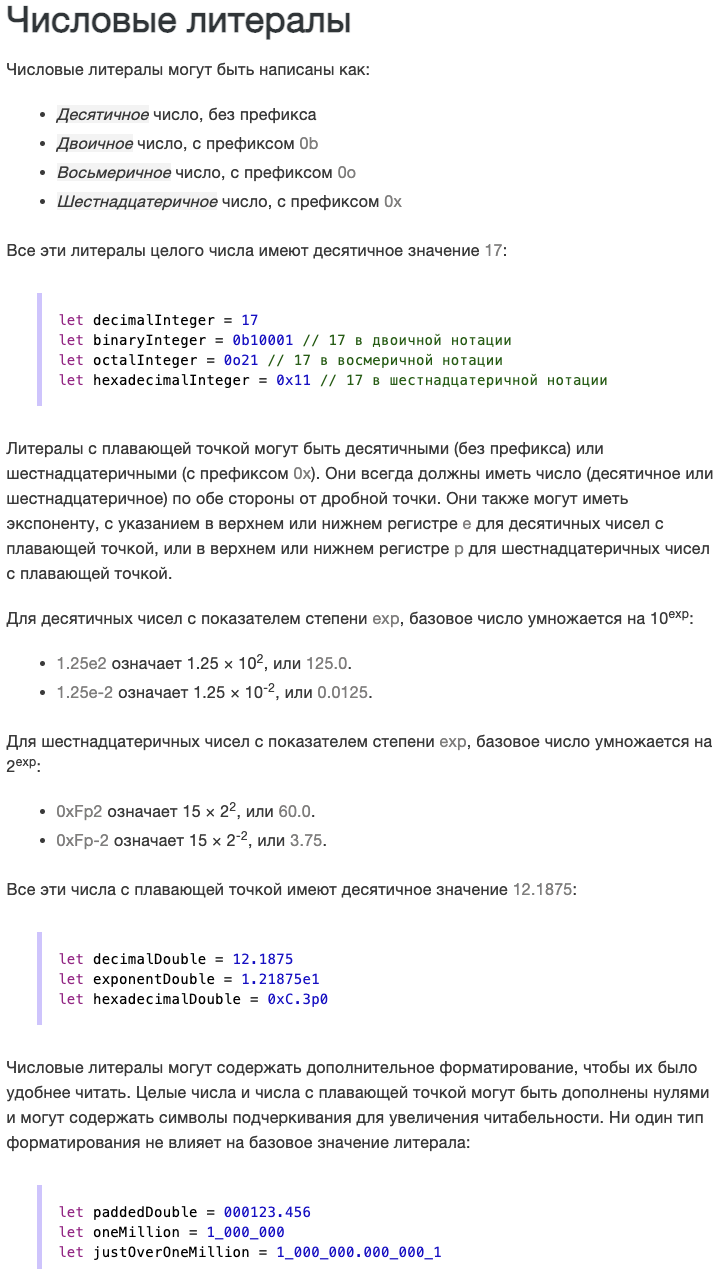 Числовые литералы
Числовые литералы могут быть написаны как:
• Десятичное число, без префикса
• Двоичное число, с префиксом 0b
• Восьмеричное число, с префиксом 0o
• Шестнадцатеричное число, с префиксом 0x
Все эти литералы целого числа имеют десятичное значение 17:
let decimalInteger = 17
let binaryInteger = 0b10001 // 17 в двоичной нотации
let octalInteger = 0o21 // 17 в восмеричной нотации
let hexadecimalInteger = 0x11 // 17 в шестнадцатеричной нотации
Литералы с плавающей точкой могут быть десятичными (без префикса) или
шестнадцатеричными (с префиксом 0x). Они всегда должны иметь число (десятичное или
шестнадцатеричное) по обе стороны от дробной точки. Они также могут иметь
экспоненту, с указанием в верхнем или нижнем регистре e для десятичных чисел с
плавающей точкой, или в верхнем или нижнем регистре p для шестнадцатеричных чисел
с плавающей точкой.
Для десятичных чисел с показателем степени exp, базовое число умножается на 10^exp:
• 1.25e2 означает 1.25 × 10², или 125.0.
• 1.25e-2 означает 1.25 × 10⁻², или 0.0125.
Для шестнадцатеричных чисел с показателем степени exp, базовое число умножается на
2^exp:
• 0xFp2 означает 15 × 2², или 60.0.
• 0xFp-2 означает 15 × 2⁻², или 3.75.
Все эти числа с плавающей точкой имеют десятичное значение 12.1875:
let decimalDouble = 12.1875
let exponentDouble = 1.21875e1
let hexadecimalDouble = 0xC.3p0
Числовые литералы могут содержать дополнительное форматирование, чтобы их было
удобнее читать. Целые числа и числа с плавающей точкой могут быть дополнены нулями
и могут содержать символы подчеркивания для увеличения читабельности. Ни один тип
форматирования не влияет на базовое значение литерала:
let paddedDouble = 000123.456
let oneMillion = 1_000_000
let justOverOneMillion = 1_000_000.000_000_1